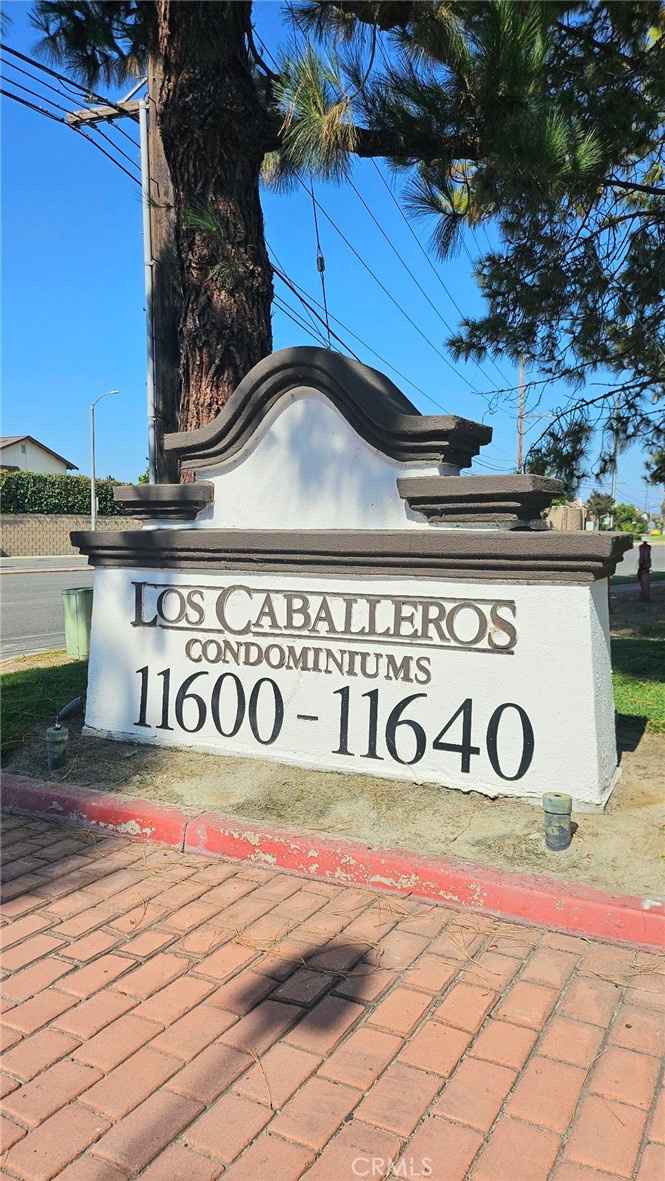 LOS CABALLEROS
CONDOMINIUMS
11600 - 11640
CRMLS